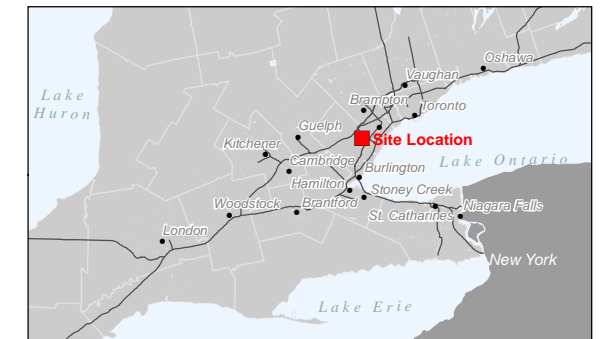 Oshawa
Vaughan
Lake
Huron
Brampton
Toronto
Guelph
Site Location
Kitchener
Cambridge
Lake Ontario
Burlington
Hamilton
Stoney Creek
Woodstock
Brantford
St. Catharines
Niagara Falls
London
New York
Lake Erie